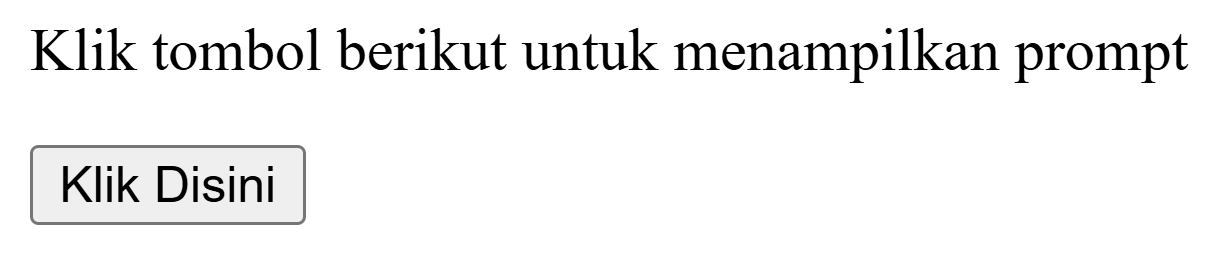 Klik tombol berikut untuk menampilkan prompt
Klik Disini